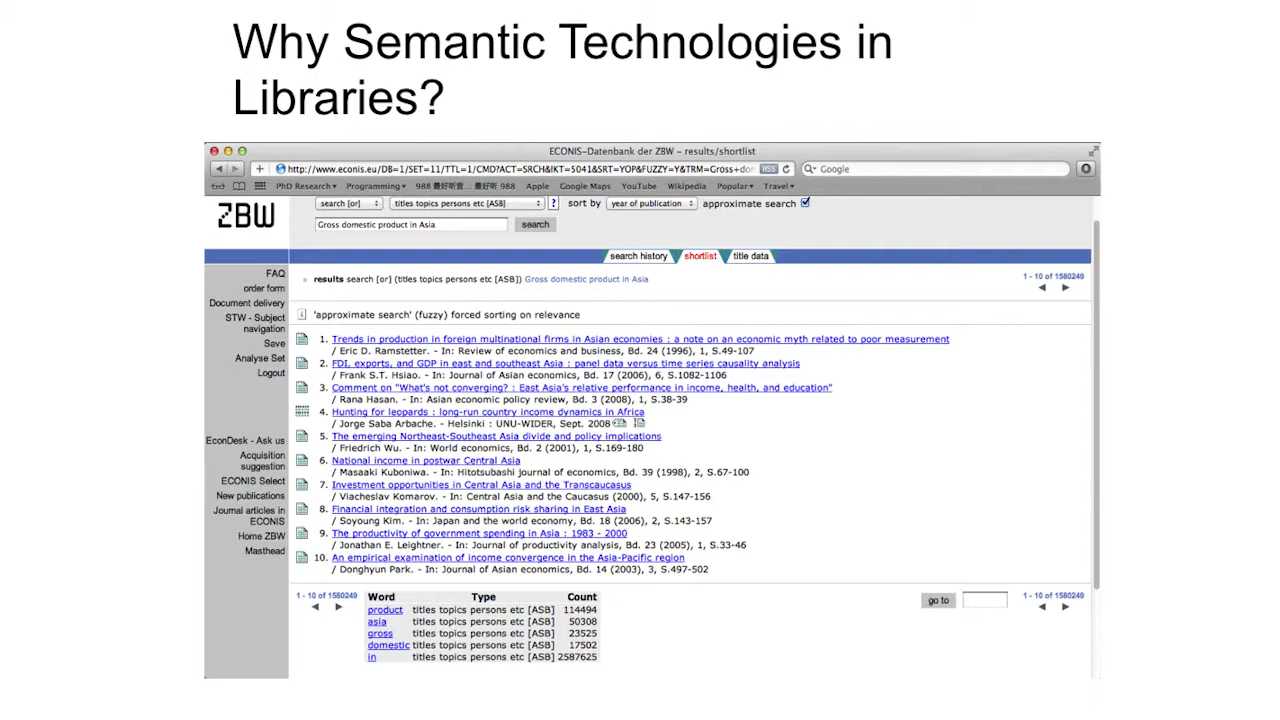 Why Semantic Technologies in
Libraries?
ECONIS-Datenbank der ZBW – results/shortlist
http://www.econis.eu/DB=1/SET=11/TTL=1/CMD?ACT=SRCH&IKT=5041&SRT=YOP&FUZZY=Y&TRM=Gross+do RSS Google
PhD Research Programming 988 最好听音... 最好听 988 Apple Google Maps YouTube Wikipedia Popular Travel
ZBW
search [or] titles topics persons etc [ASB] ? sort by year of publication approximate search
Gross domestic product in Asia search
search history shortlist title data
FAQ
order form
Document delivery
STW - Subject
navigation
Save
Analyse Set
Logout
EconDesk - Ask us
Acquisition
suggestion
ECONIS Select
New publications
Journal articles in
ECONIS
Home ZBW
Masthead
results search [or] (titles topics persons etc [ASB]) Gross domestic product in Asia
1 - 10 of 1580249
'approximate search' (fuzzy) forced sorting on relevance
1. Trends in production in foreign multinational firms in Asian economies : a note on an economic myth related to poor measurement
/ Eric D. Ramstetter. - In: Review of economics and business, Bd. 24 (1996), 1, S.49-107
2. FDI, exports, and GDP in east and southeast Asia : panel data versus time series causality analysis
/ Frank S.T. Hsiao. - In: Journal of Asian economics, Bd. 17 (2006), 6, S.1082-1106
3. Comment on "What's not converging? : East Asia's relative performance in income, health, and education"
/ Rana Hasan. - In: Asian economic policy review, Bd. 3 (2008), 1, S.38-39
4. Hunting for leopards : long-run country income dynamics in Africa
/ Jorge Saba Arbache. - Helsinki : UNU-WIDER, Sept. 2008
5. The emerging Northeast-Southeast Asia divide and policy implications
/ Friedrich Wu. - In: World economics, Bd. 2 (2001), 1, S.169-180
6. National income in postwar Central Asia
/ Masaaki Kuboniwa. - In: Hitotsubashi journal of economics, Bd. 39 (1998), 2, S.67-100
7. Investment opportunities in Central Asia and the Transcaucasus
/ Viacheslav Komarov. - In: Central Asia and the Caucasus (2000), 5, S.147-156
8. Financial integration and consumption risk sharing in East Asia
/ Soyoung Kim. - In: Japan and the world economy, Bd. 18 (2006), 2, S.143-157
9. The productivity of government spending in Asia : 1983 - 2000
/ Jonathan E. Leightner. - In: Journal of productivity analysis, Bd. 23 (2005), 1, S.33-46
10. An empirical examination of income convergence in the Asia-Pacific region
/ Donghyun Park. - In: Journal of Asian economics, Bd. 14 (2003), 3, S.497-502
1 - 10 of 1580249
Word Type Count
product titles topics persons etc [ASB] 114494
asia titles topics persons etc [ASB] 50308
gross titles topics persons etc [ASB] 23525
domestic titles topics persons etc [ASB] 17502
in titles topics persons etc [ASB] 2587625
go to
1 - 10 of 1580249